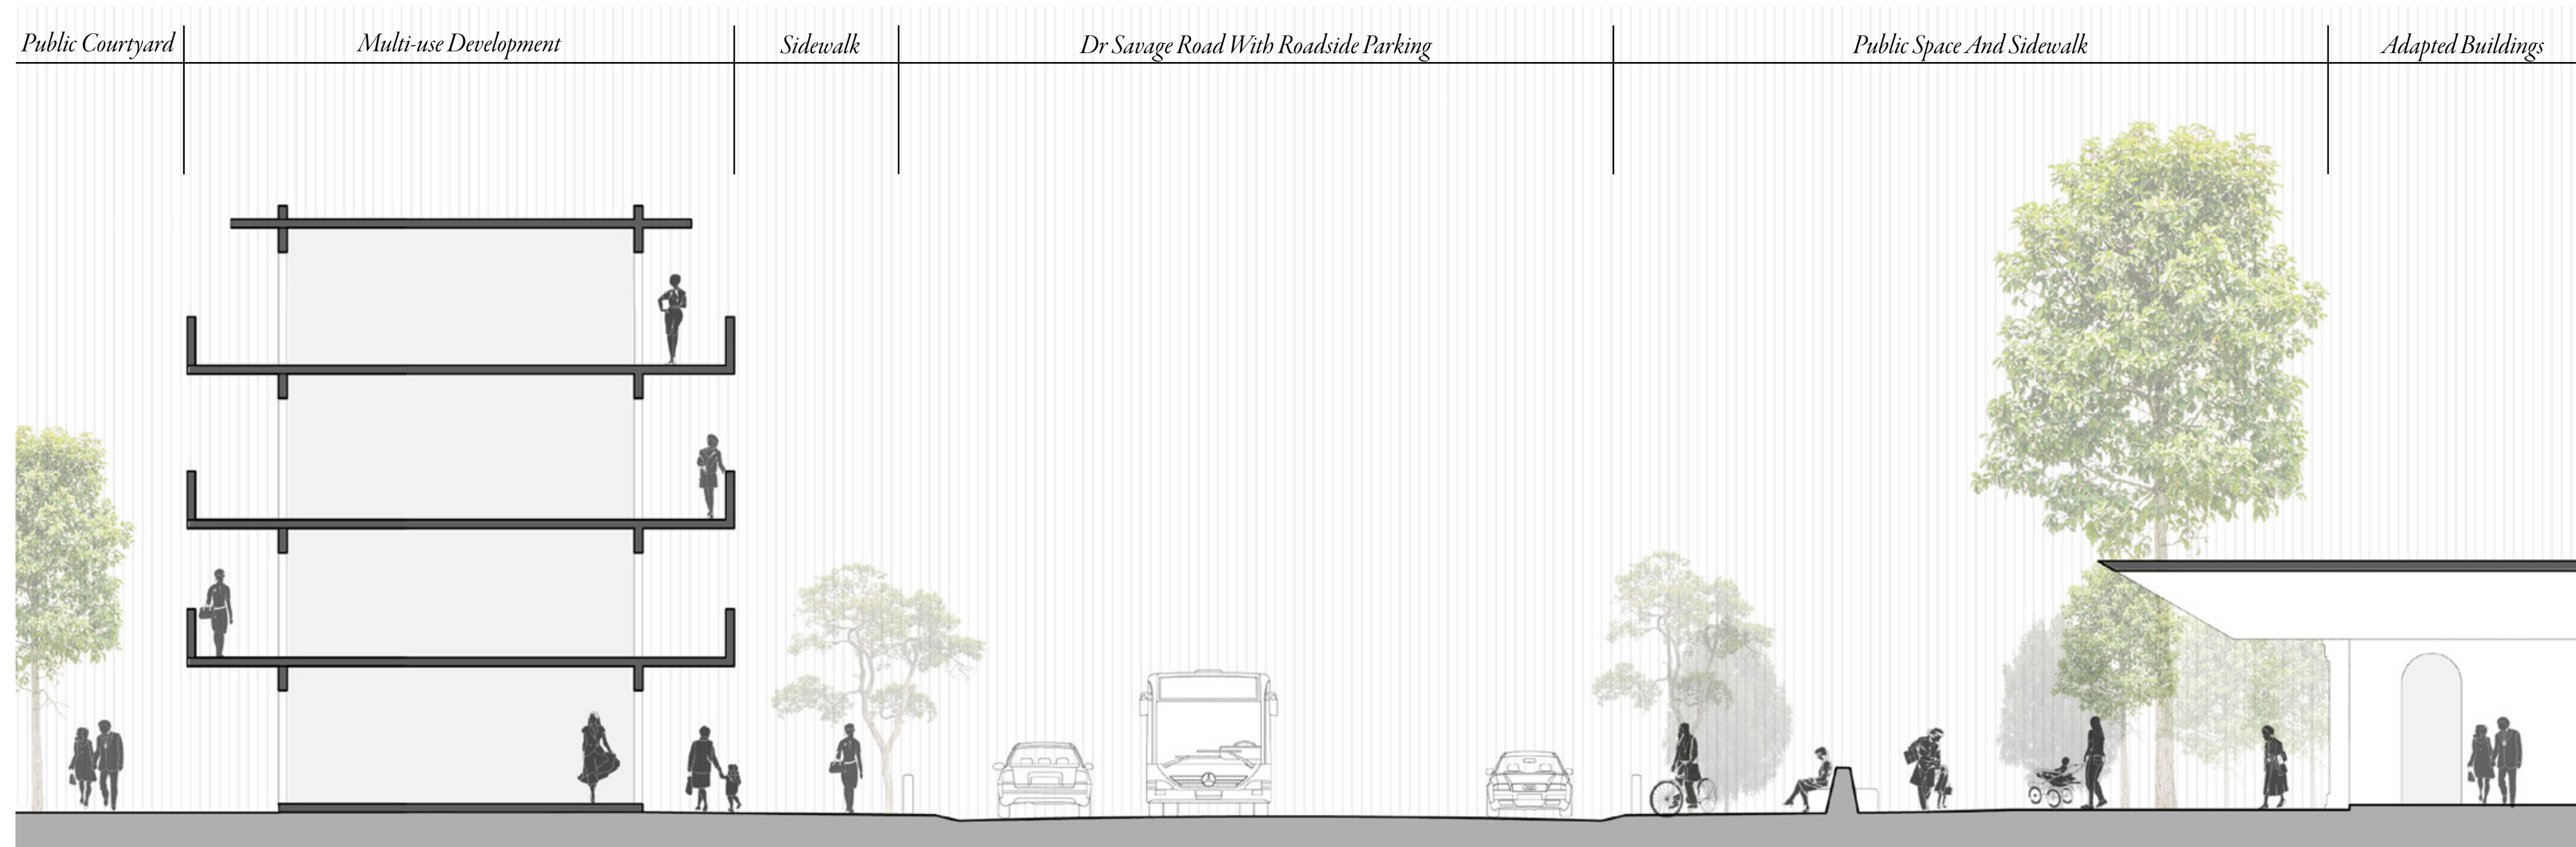 Public Courtyard
Multi-use Development
Sidewalk
Dr Savage Road With Roadside Parking
Public Space And Sidewalk
Adapted Buildings